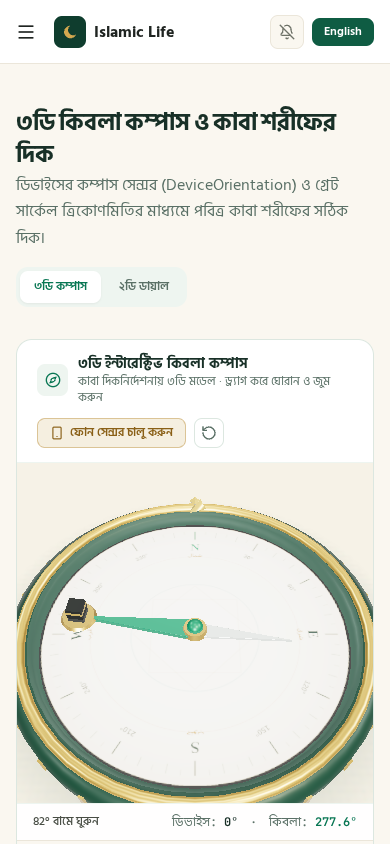 Islamic Life
English
৩ডি কিবলা কম্পাস ও কাবা শরীফের
দিক
ডিভাইসের কম্পাস সেন্সর (DeviceOrientation) ও গ্রেট
সার্কেল ত্রিকোণমিতির মাধ্যমে পবিত্র কাবা শরীফের সঠিক
দিক।
৩ডি কম্পাস
২ডি ডায়াল
৩ডি ইন্টারেক্টিভ কিবলা কম্পাস
কাবা দিকনির্দেশনায় ৩ডি মডেল · ড্র্যাগ করে ঘোরান ও জুম
করুন
ফোন সেন্সর চালু করুন
N
E
S
82° বামে ঘুরুন
ডিভাইস: 0° · কিবলা: 277.6°